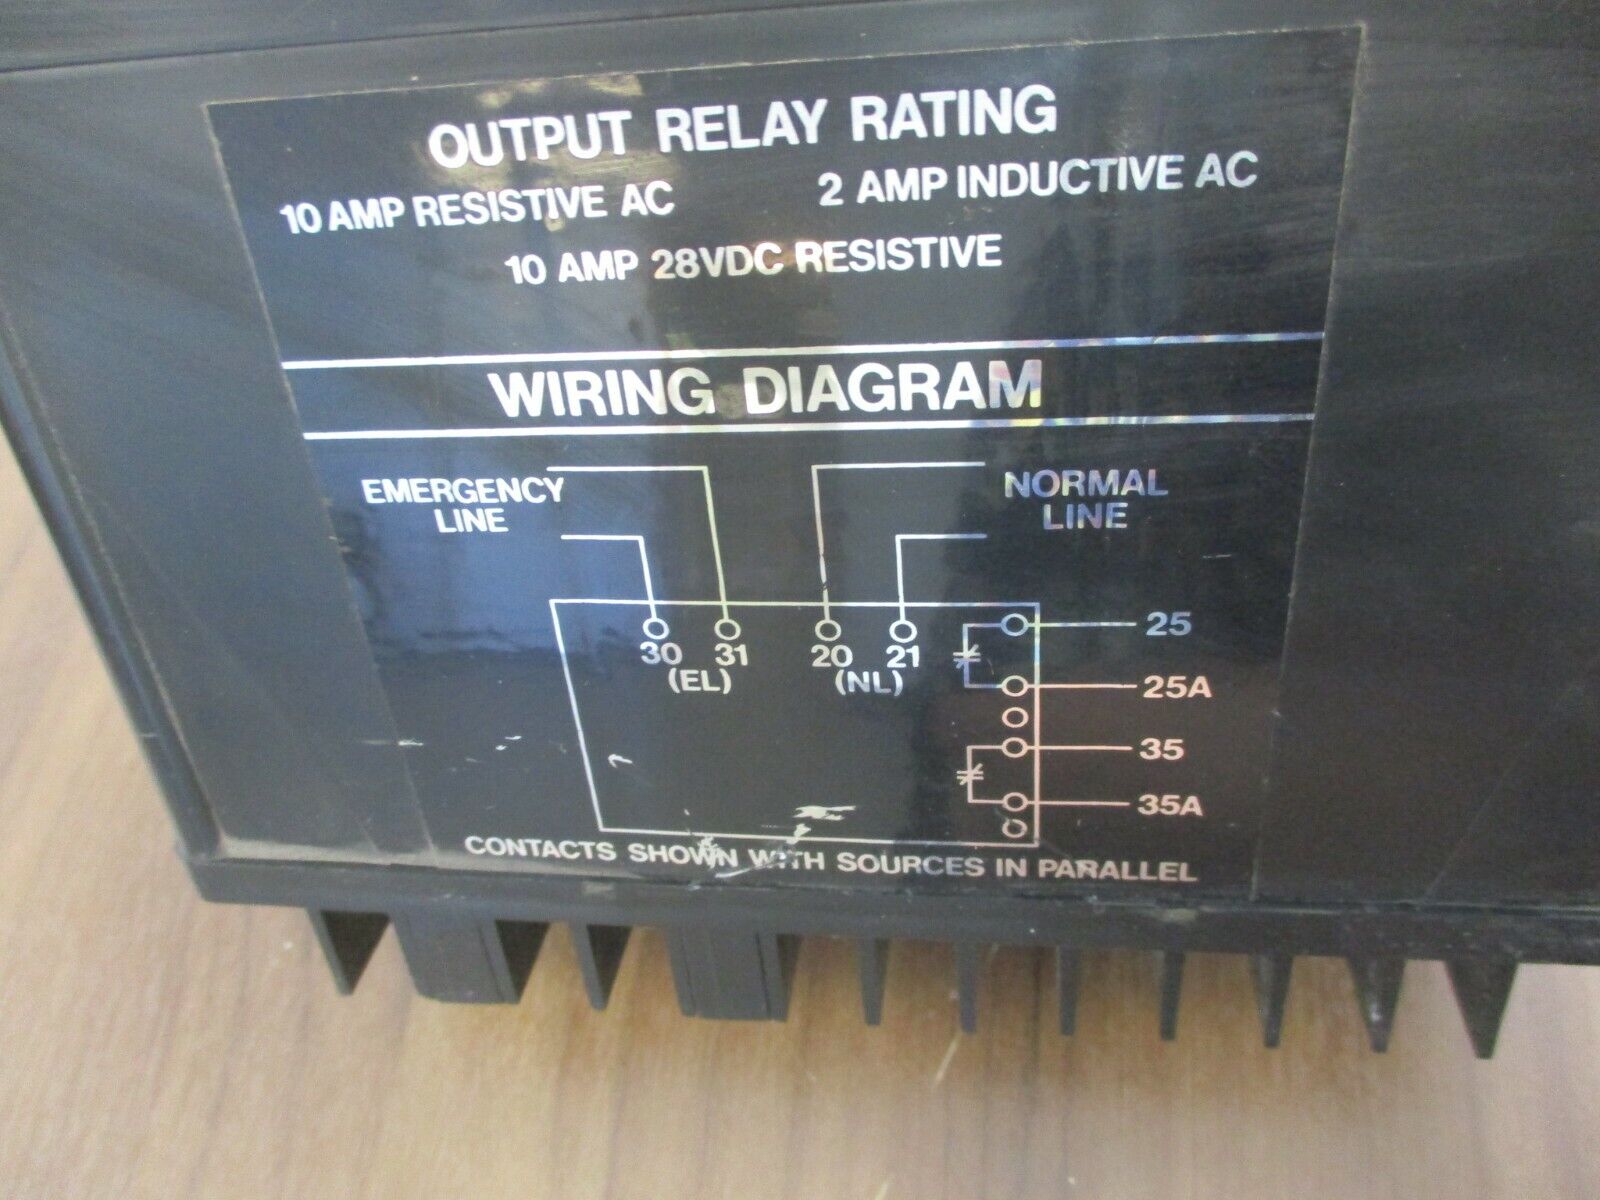 OUTPUT RELAY RATING
10 AMP RESISTIVE AC 2 AMP INDUCTIVE AC
10 AMP 28VDC RESISTIVE
WIRING DIAGRAM
EMERGENCY
LINE
NORMAL
LINE
30 31 20 21
(EL) (NL)
25
25A
35
35A
CONTACTS SHOWN WITH SOURCES IN PARALLEL